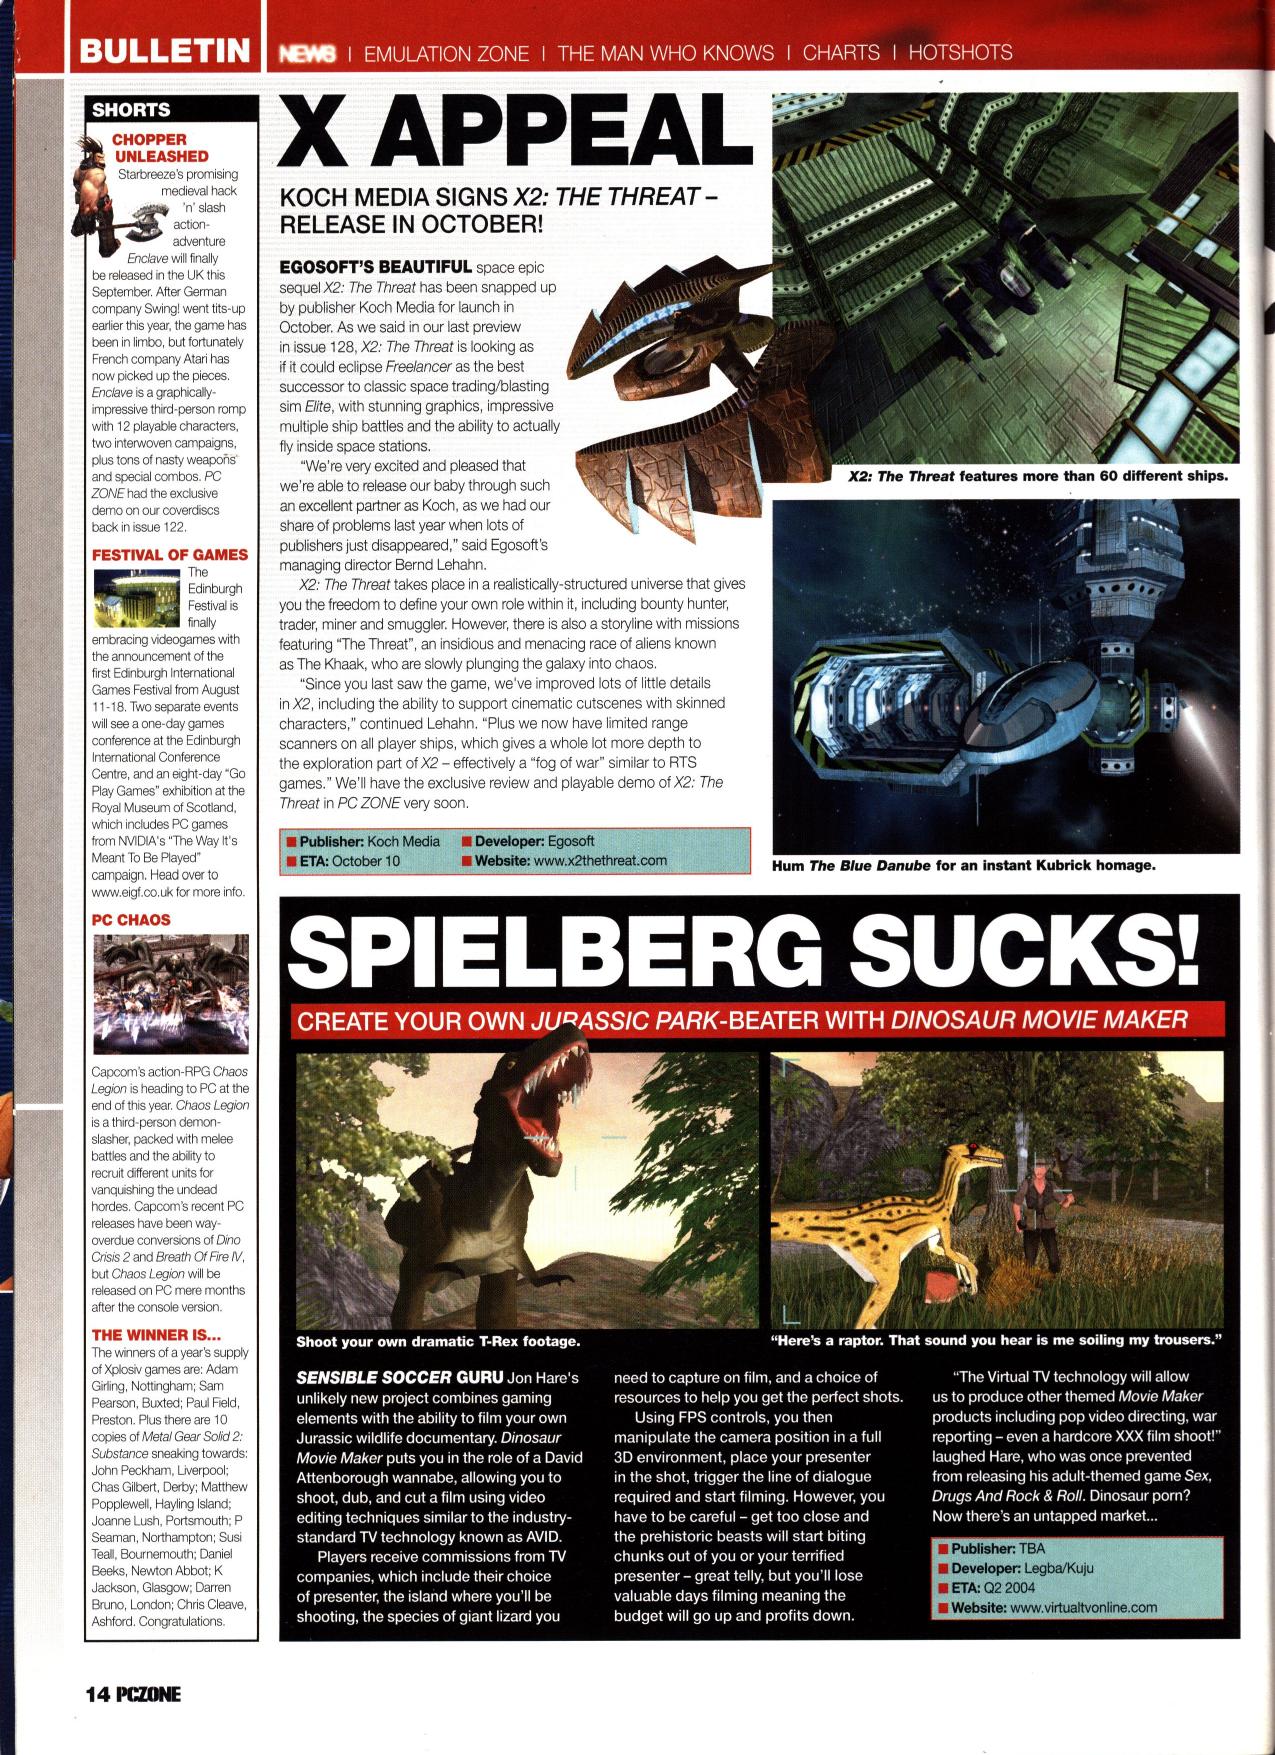 BULLETIN
NEWS | EMULATION ZONE | THE MAN WHO KNOWS | CHARTS | HOTSHOTS
SHORTS
CHOPPER
UNLEASHED
Starbreeze's promising
medieval hack
'n' slash
action-
adventure
Enclave will finally
be released in the UK this
September. After German
company Swing! went tits-up
earlier this year, the game has
been in limbo, but fortunately
French company Atari has
now picked up the pieces.
Enclave is a graphically-
impressive third-person romp
with 12 playable characters,
two interwoven campaigns,
plus tons of nasty weapons
and special combos. PC
ZONE had the exclusive
demo on our coverdiscs
back in issue 122.
FESTIVAL OF GAMES
The
Edinburgh
Festival is
finally
embracing videogames with
the announcement of the
first Edinburgh International
Games Festival from August
11-18. Two separate events
will see a one-day games
conference at the Edinburgh
International Conference
Centre, and an eight-day "Go
Play Games" exhibition at the
Royal Museum of Scotland,
which includes PC games
from NVIDIA's "The Way It's
Meant To Be Played"
campaign. Head over to
www.eigf.co.uk for more info.
PC CHAOS
Capcom's action-RPG Chaos
Legion is heading to PC at the
end of this year. Chaos Legion
is a third-person demon-
slasher, packed with melee
battles and the ability to
recruit different units for
vanquishing the undead
hordes. Capcom's recent PC
releases have been way-
overdue conversions of Dino
Crisis 2 and Breath Of Fire IV,
but Chaos Legion will be
released on PC mere months
after the console version.
THE WINNER IS...
The winners of a year's supply
of Xplosiv games are: Adam
Girling, Nottingham; Sam
Pearson, Buxted; Paul Field,
Preston. Plus there are 10
copies of Metal Gear Solid 2:
Substance sneaking towards:
John Peckham, Liverpool;
Chas Gilbert, Derby; Matthew
Popplewell, Hayling Island;
Joanne Lush, Portsmouth; P
Seaman, Northampton; Susi
Teall, Bournemouth; Daniel
Beeks, Newton Abbot; K
Jackson, Glasgow; Darren
Bruno, London; Chris Cleave,
Ashford. Congratulations.
X APPEAL
KOCH MEDIA SIGNS X2: THE THREAT –
RELEASE IN OCTOBER!
EGOSOFT'S BEAUTIFUL space epic
sequel X2: The Threat has been snapped up
by publisher Koch Media for launch in
October. As we said in our last preview
in issue 128, X2: The Threat is looking as
if it could eclipse Freelancer as the best
successor to classic space trading/blasting
sim Elite, with stunning graphics, impressive
multiple ship battles and the ability to actually
fly inside space stations.
"We're very excited and pleased that
we're able to release our baby through such
an excellent partner as Koch, as we had our
share of problems last year when lots of
publishers just disappeared," said Egosoft's
managing director Bernd Lehahn.
X2: The Threat takes place in a realistically-structured universe that gives
you the freedom to define your own role within it, including bounty hunter,
trader, miner and smuggler. However, there is also a storyline with missions
featuring "The Threat", an insidious and menacing race of aliens known
as The Khaak, who are slowly plunging the galaxy into chaos.
"Since you last saw the game, we've improved lots of little details
in X2, including the ability to support cinematic cutscenes with skinned
characters," continued Lehahn. "Plus we now have limited range
scanners on all player ships, which gives a whole lot more depth to
the exploration part of X2 – effectively a "fog of war" similar to RTS
games." We'll have the exclusive review and playable demo of X2: The
Threat in PC ZONE very soon.
Publisher: Koch Media
Developer: Egosoft
ETA: October 10
Website: www.x2thethreat.com
X2: The Threat features more than 60 different ships.
Hum The Blue Danube for an instant Kubrick homage.
SPIELBERG SUCKS!
CREATE YOUR OWN JURASSIC PARK-BEATER WITH DINOSAUR MOVIE MAKER
Shoot your own dramatic T-Rex footage.
"Here's a raptor. That sound you hear is me soiling my trousers."
SENSIBLE SOCCER GURU Jon Hare's
unlikely new project combines gaming
elements with the ability to film your own
Jurassic wildlife documentary. Dinosaur
Movie Maker puts you in the role of a David
Attenborough wannabe, allowing you to
shoot, dub, and cut a film using video
editing techniques similar to the industry-
standard TV technology known as AVID.
Players receive commissions from TV
companies, which include their choice
of presenter, the island where you'll be
shooting, the species of giant lizard you
need to capture on film, and a choice of
resources to help you get the perfect shots.
Using FPS controls, you then
manipulate the camera position in a full
3D environment, place your presenter
in the shot, trigger the line of dialogue
required and start filming. However, you
have to be careful – get too close and
the prehistoric beasts will start biting
chunks out of you or your terrified
presenter – great telly, but you'll lose
valuable days filming meaning the
budget will go up and profits down.
"The Virtual TV technology will allow
us to produce other themed Movie Maker
products including pop video directing, war
reporting – even a hardcore XXX film shoot!"
laughed Hare, who was once prevented
from releasing his adult-themed game Sex,
Drugs And Rock & Roll. Dinosaur porn?
Now there's an untapped market...
Publisher: TBA
Developer: Legba/Kuju
ETA: Q2 2004
Website: www.virtualtvonline.com
14 PCZONE